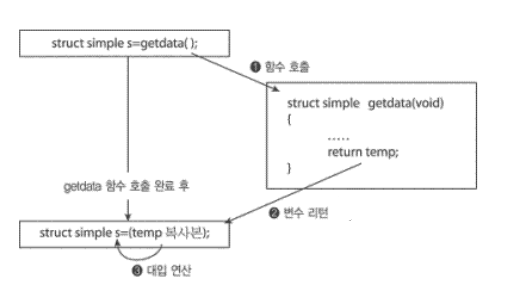 struct simple s=getdata( );
❶ 함수 호출
struct simple getdata(void)
{
.....
return temp;
}
getdata 함수 호출 완료 후
❷ 변수 리턴
struct simple s=(temp 복사본);
❸ 대입 연산